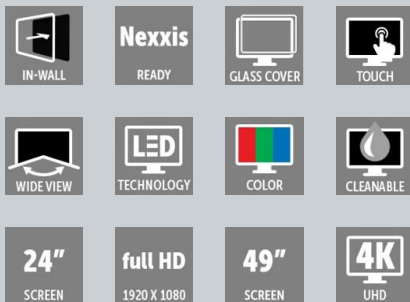 IN-WALL
Nexxis
READY
GLASS COVER
TOUCH
WIDE VIEW
LED
TECHNOLOGY
COLOR
CLEANABLE
24"
SCREEN
full HD
1920 X 1080
49"
SCREEN
4K
UHD